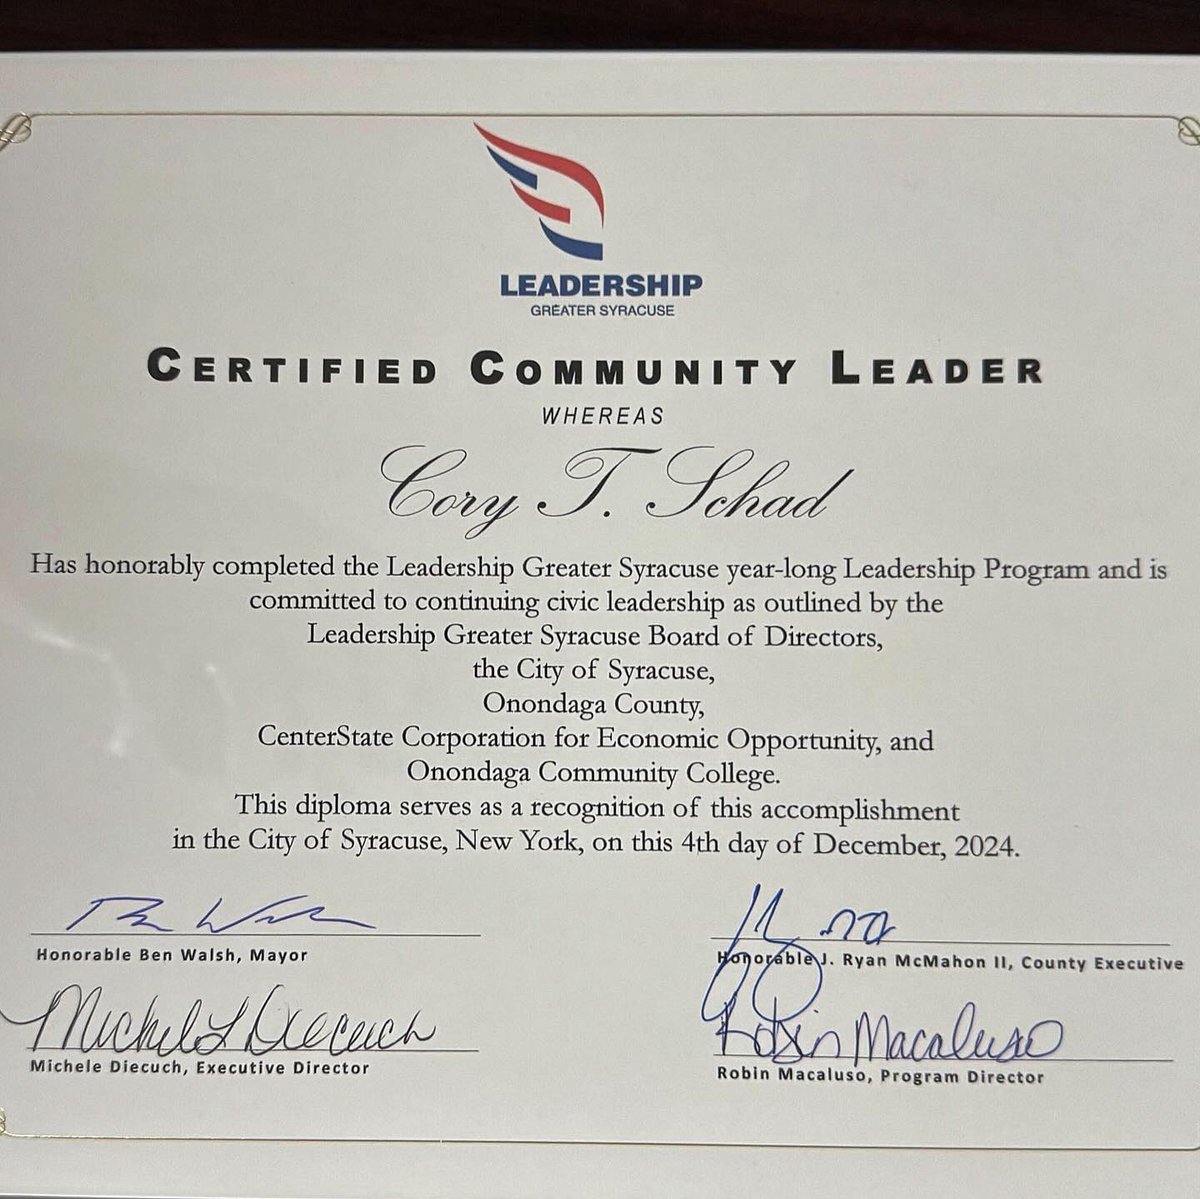 LEADERSHIP
GREATER SYRACUSE
CERTIFIED COMMUNITY LEADER
WHEREAS
Cory T. Schad
Has honorably completed the Leadership Greater Syracuse year-long Leadership Program and is
committed to continuing civic leadership as outlined by the
Leadership Greater Syracuse Board of Directors,
the City of Syracuse,
Onondaga County,
CenterState Corporation for Economic Opportunity, and
Onondaga Community College.
This diploma serves as a recognition of this accomplishment
in the City of Syracuse, New York, on this 4th day of December, 2024.
Honorable Ben Walsh, Mayor
Honorable J. Ryan McMahon II, County Executive
Michele L Diecuch
Robin Macaluso
Michele Diecuch, Executive Director
Robin Macaluso, Program Director